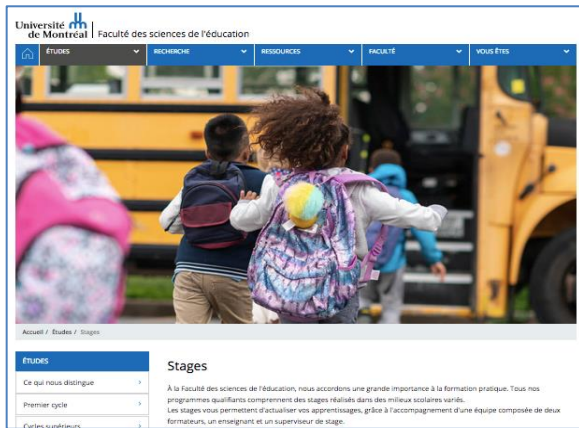 Université
de Montréal
Faculté des sciences de l'éducation
ÉTUDES
RECHERCHE
RESSOURCES
FACULTÉ
VOUS ÊTES
Accueil / Études / Stages
ÉTUDES
Ce qui nous distingue
Premier cycle
Cycles supérieurs
Stages
À la Faculté des sciences de l'éducation, nous accordons une grande importance à la formation pratique. Tous nos
programmes qualifiants comprennent des stages réalisés dans des milieux scolaires variés.
Les stages vous permettent d'actualiser vos apprentissages, grâce à l'accompagnement d'une équipe composée de deux
formateurs, un enseignant et un superviseur de stage.